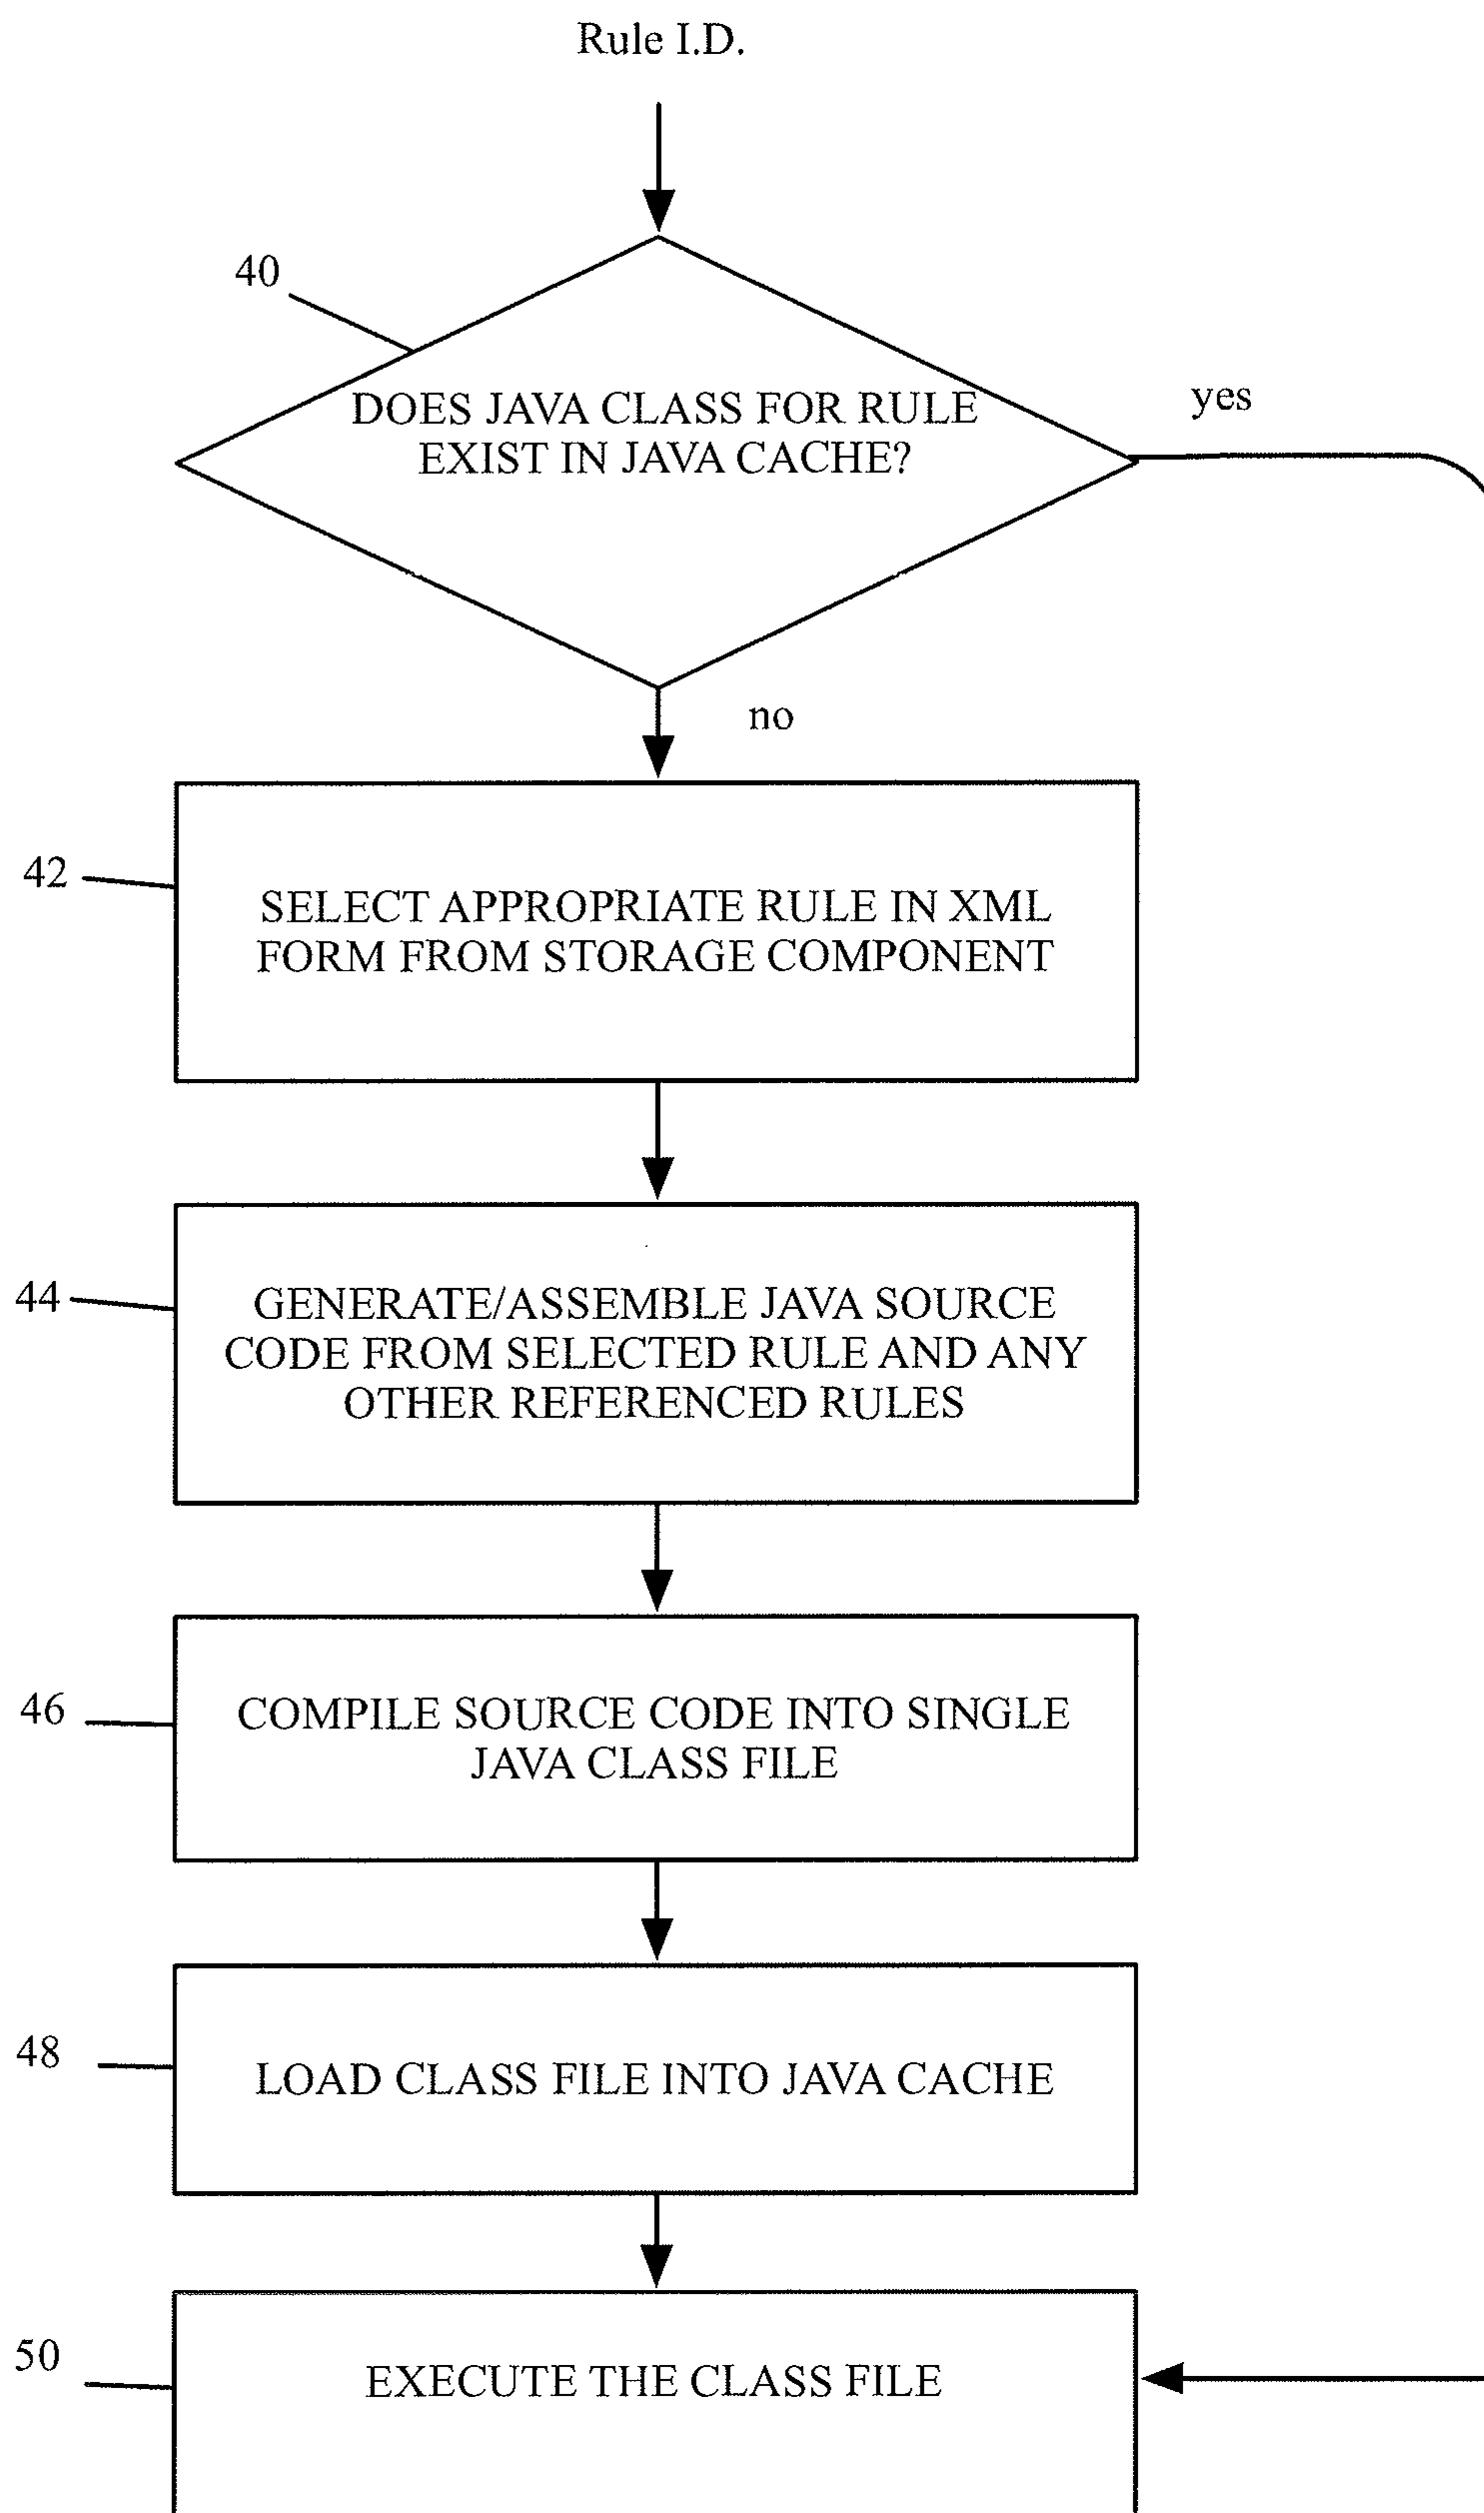 Rule I.D.
40
DOES JAVA CLASS FOR RULE
EXIST IN JAVA CACHE?
yes
no
42
SELECT APPROPRIATE RULE IN XML
FORM FROM STORAGE COMPONENT
44
GENERATE/ASSEMBLE JAVA SOURCE
CODE FROM SELECTED RULE AND ANY
OTHER REFERENCED RULES
46
COMPILE SOURCE CODE INTO SINGLE
JAVA CLASS FILE
48
LOAD CLASS FILE INTO JAVA CACHE
50
EXECUTE THE CLASS FILE